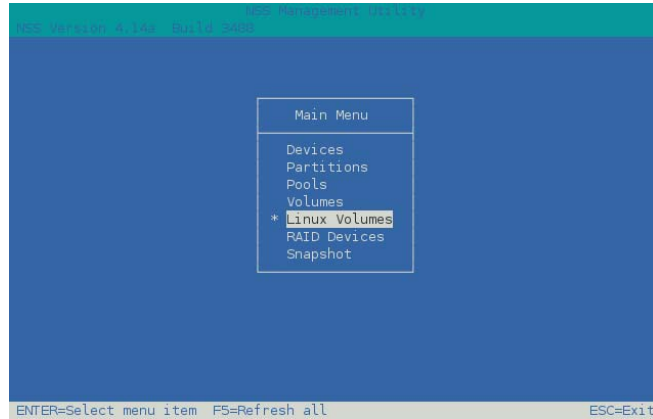 NSS Management Utility
NSS Version 4.14a Build 3488
Main Menu
Devices
Partitions
Pools
Volumes
* Linux Volumes
RAID Devices
Snapshot
ENTER=Select menu item F5=Refresh all ESC=Exit